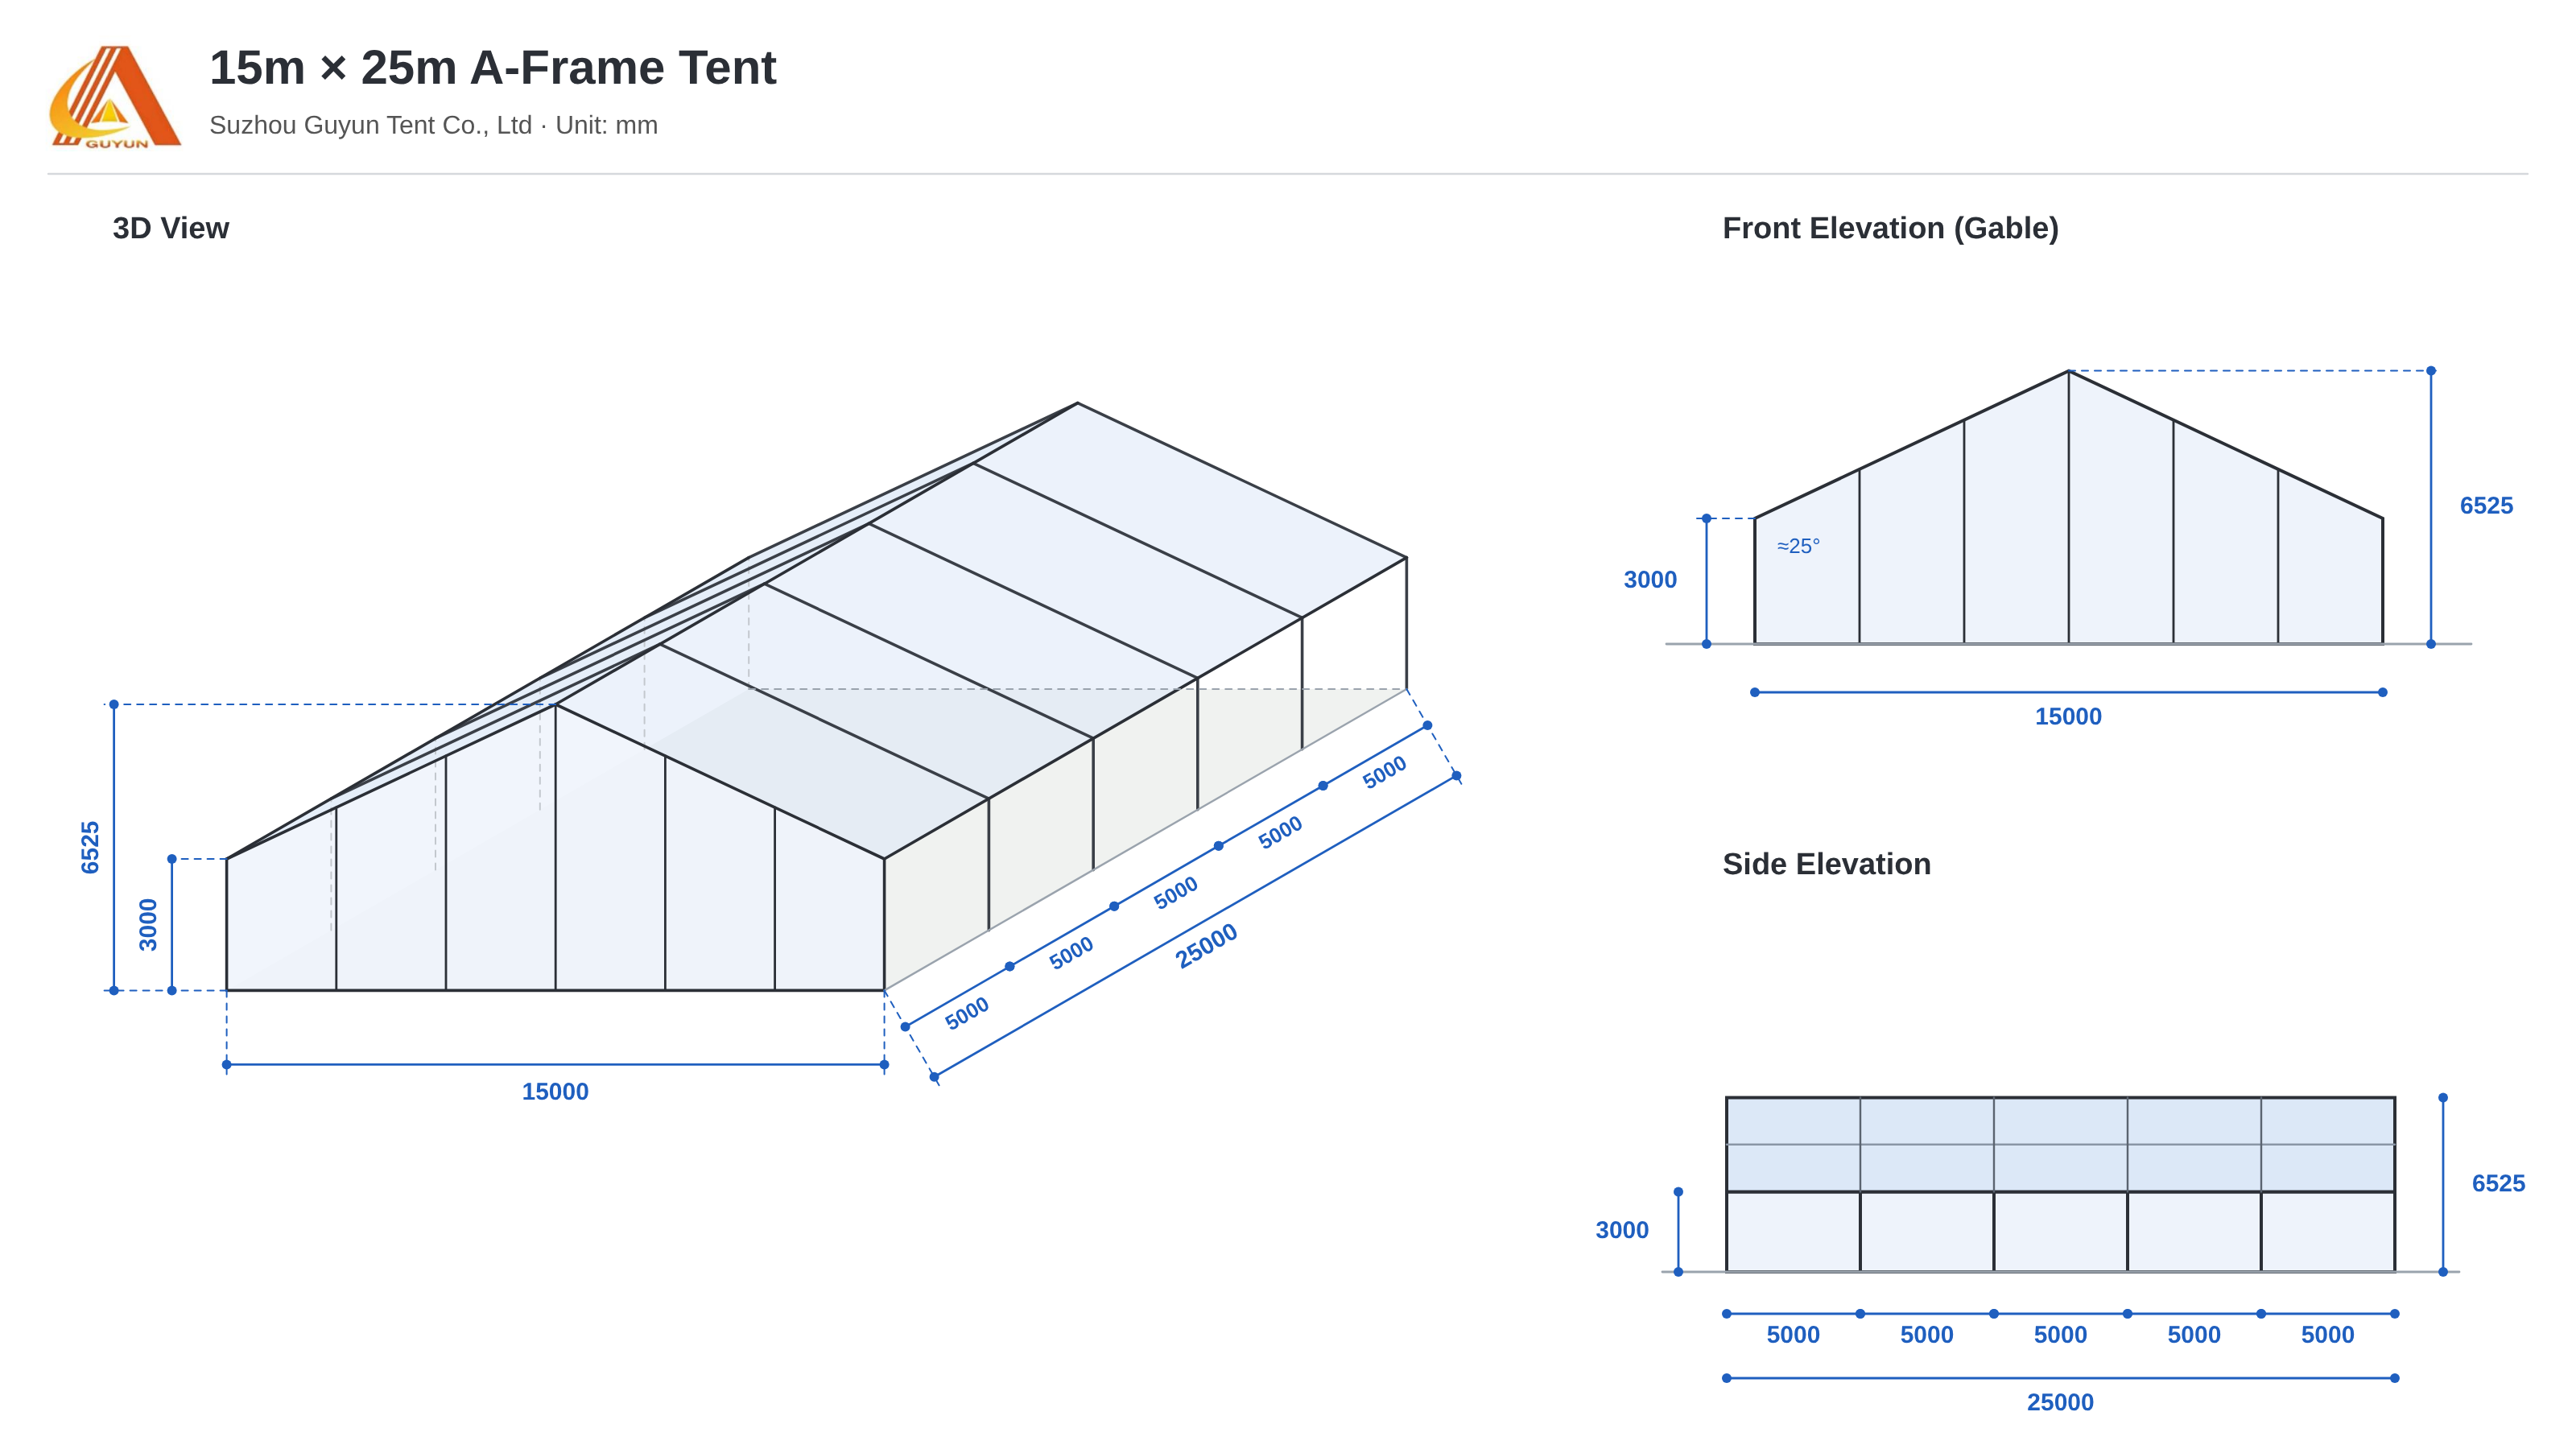 GUYUN
15m × 25m A-Frame Tent
Suzhou Guyun Tent Co., Ltd · Unit: mm
3D View
6525
3000
15000
5000
5000
5000
5000
5000
25000
Front Elevation (Gable)
≈25°
3000
6525
15000
Side Elevation
3000
6525
5000 5000 5000 5000 5000
25000